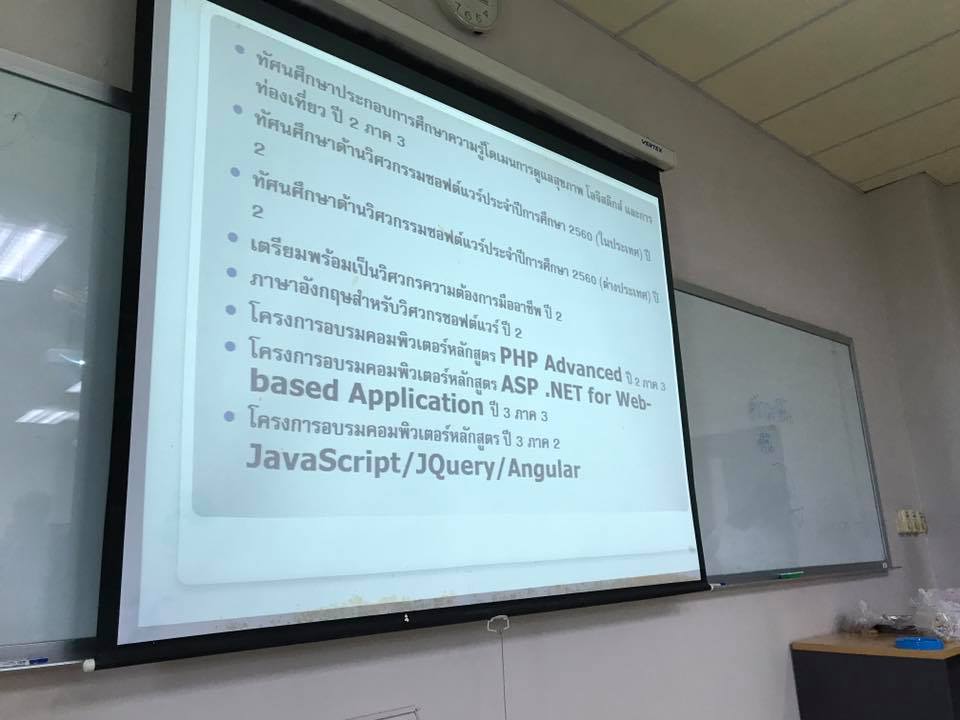 VERTEX
ทัศนศึกษาประกอบการศึกษาความรู้โดเมนการดูแลสุขภาพ โลจิสติกส์ และการ
ท่องเที่ยว ปี 2 ภาค 3
ทัศนศึกษาด้านวิศวกรรมซอฟต์แวร์ประจำปีการศึกษา 2560 (ในประเทศ) ปี
2
ทัศนศึกษาด้านวิศวกรรมซอฟต์แวร์ประจำปีการศึกษา 2560 (ต่างประเทศ) ปี
2
เตรียมพร้อมเป็นวิศวกรความต้องการมืออาชีพ ปี 2
ภาษาอังกฤษสำหรับวิศวกรซอฟต์แวร์ ปี 2
โครงการอบรมคอมพิวเตอร์หลักสูตร PHP Advanced ปี 2 ภาค 3
โครงการอบรมคอมพิวเตอร์หลักสูตร ASP .NET for Web-
based Application ปี 3 ภาค 3
โครงการอบรมคอมพิวเตอร์หลักสูตร ปี 3 ภาค 2
JavaScript/JQuery/Angular